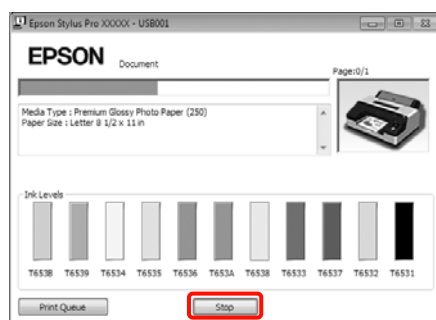 Epson Stylus Pro XXXXX - USB001
EPSON Document
Page:0/1
Media Type : Premium Glossy Photo Paper (250)
Paper Size : Letter 8 1/2 x 11 in
Ink Levels
T653B T6539 T6534 T6535 T6536 T653A T6538 T6533 T6537 T6532 T6531
Print Queue Stop